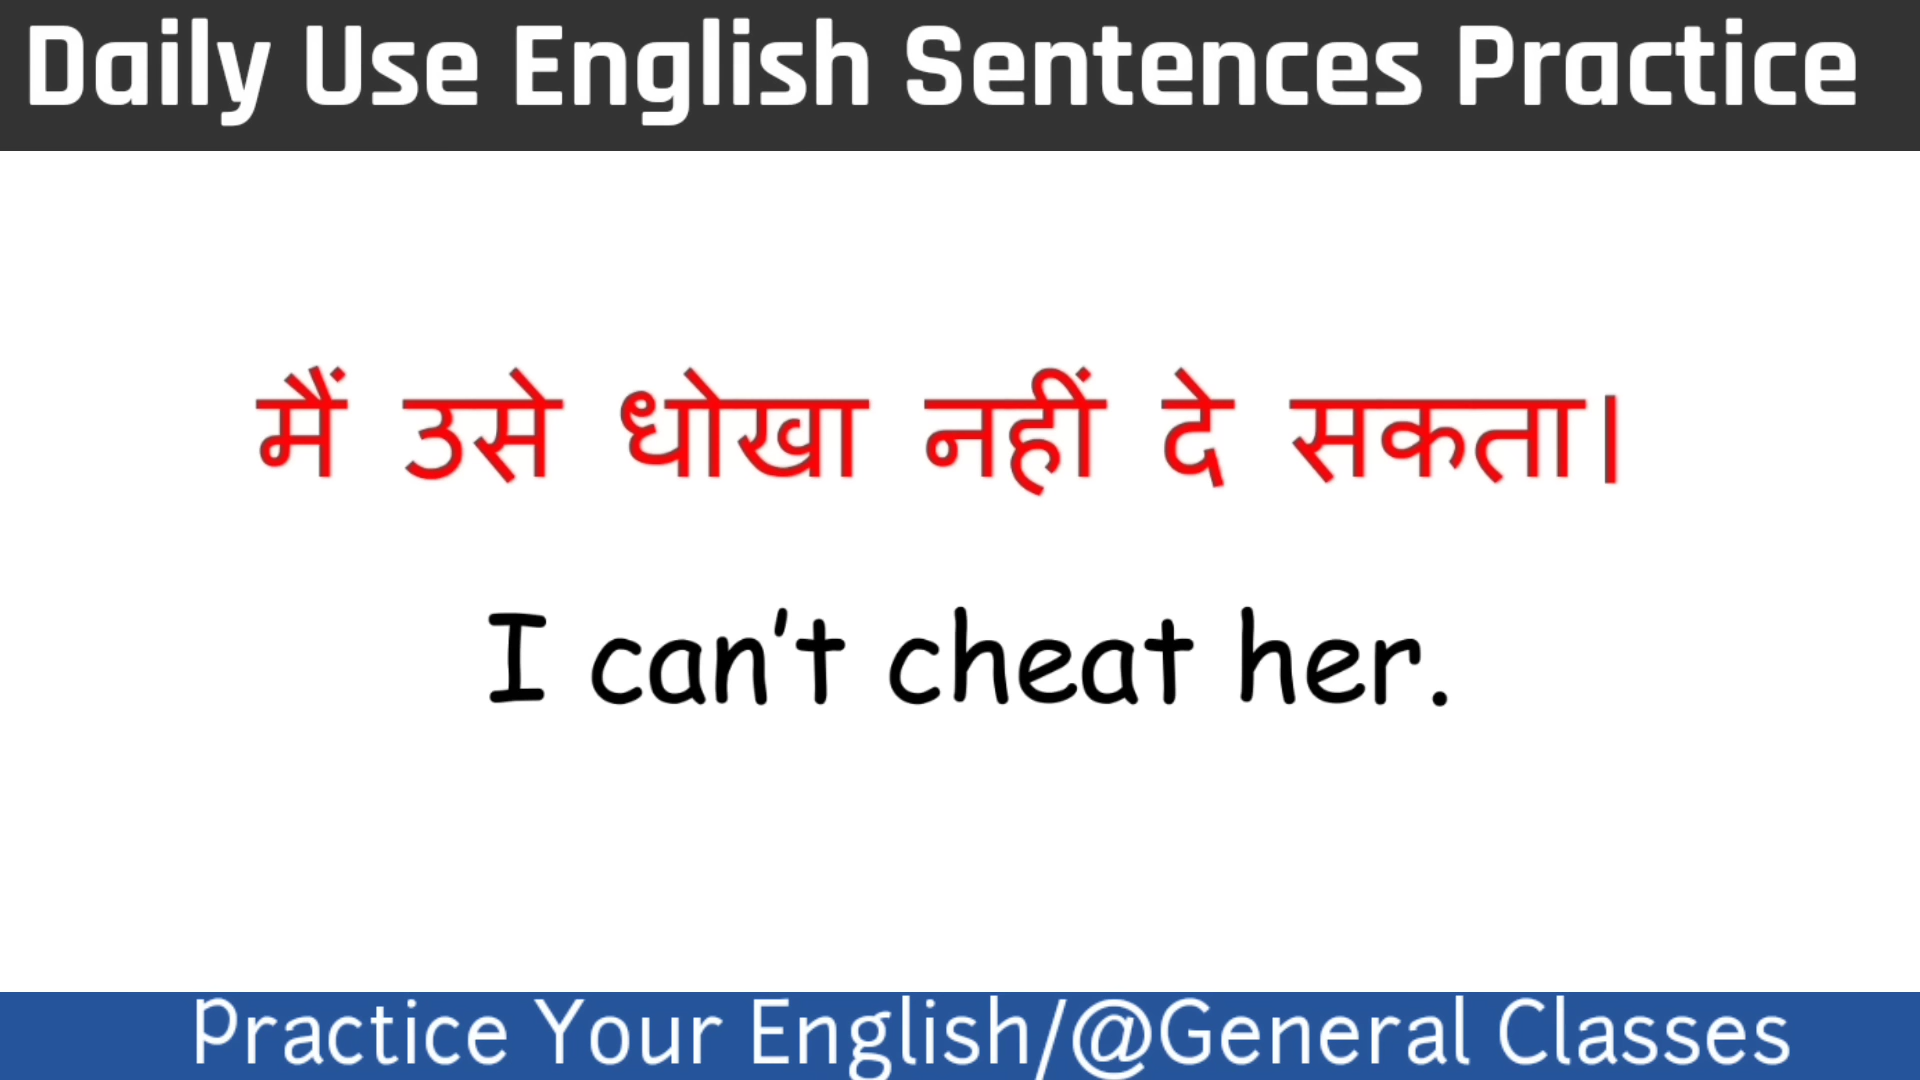 Daily Use English Sentences Practice
मैं उसे धोखा नहीं दे सकता।
I can't cheat her.
Practice Your English/@General Classes